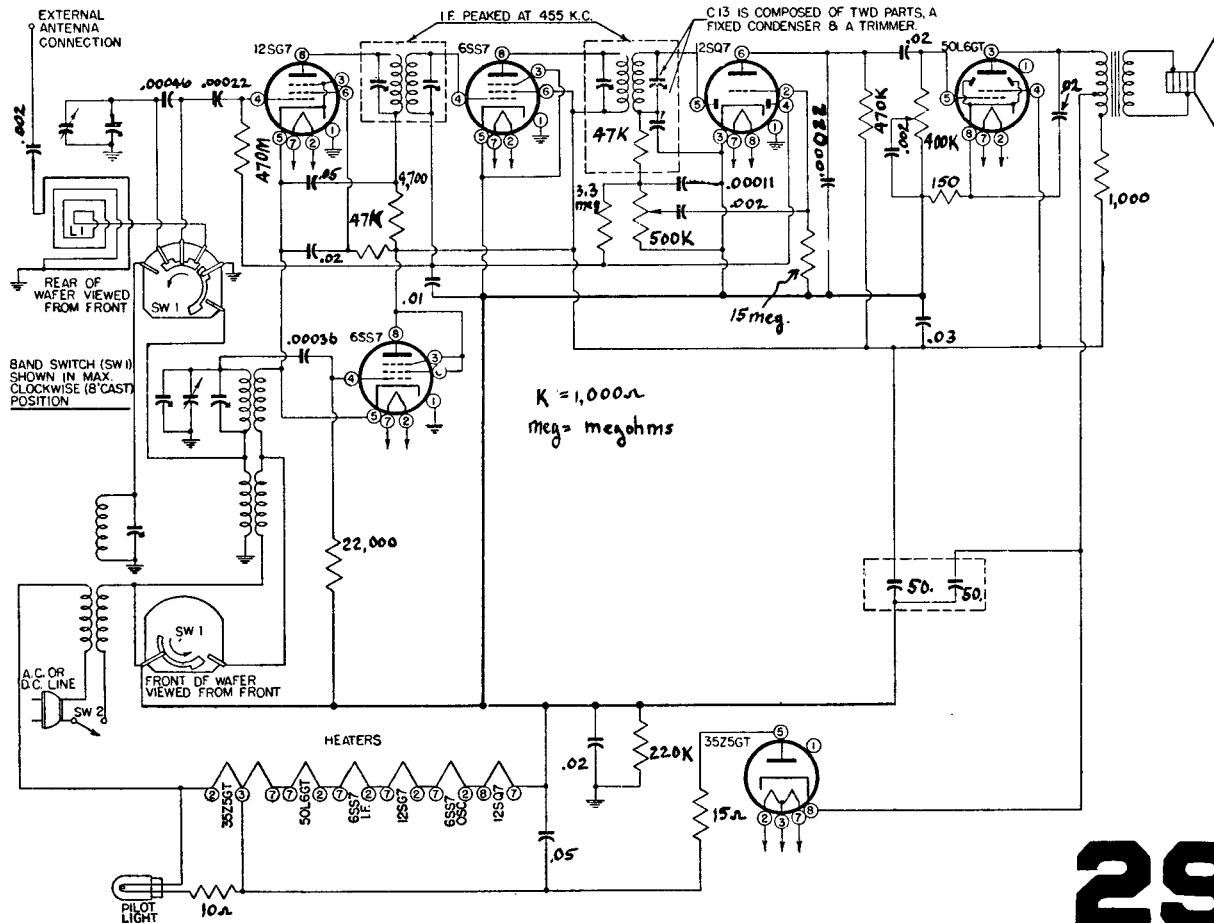 EXTERNAL
ANTENNA
CONNECTION
I.F. PEAKED AT 455 K.C.
C13 IS COMPOSED OF TWO PARTS, A
FIXED CONDENSER & A TRIMMER.
12SG7
6SS7
12SQ7
50L6GT
.002
.00046
.00022
470M
.05
4,700
47K
.02
.01
47K
3.3
meg
500K
.00011
.002
15 meg.
.00022
.02
470K
.002
400K
150
.02
1,000
.03
L1
SW 1
REAR OF
WAFER VIEWED
FROM FRONT
BAND SWITCH (SW1)
SHOWN IN MAX.
CLOCKWISE (B'CAST)
POSITION
.00036
6SS7
22,000
K = 1,000Ω
meg = megohms
50.
50.
SW 1
FRONT OF WAFER
VIEWED FROM FRONT
A.C. OR
D.C. LINE
SW 2
HEATERS
35Z5GT
50L6GT
6SS7
I.F.
12SG7
6SS7
OSC
12SQ7
.02
220K
.05
15Ω
35Z5GT
PILOT
LIGHT
10Ω
29